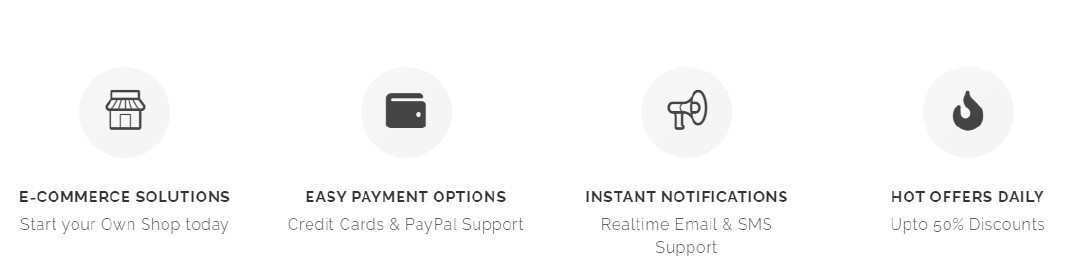 E-COMMERCE SOLUTIONS
Start your Own Shop today
EASY PAYMENT OPTIONS
Credit Cards & PayPal Support
INSTANT NOTIFICATIONS
Realtime Email & SMS
Support
HOT OFFERS DAILY
Upto 50% Discounts